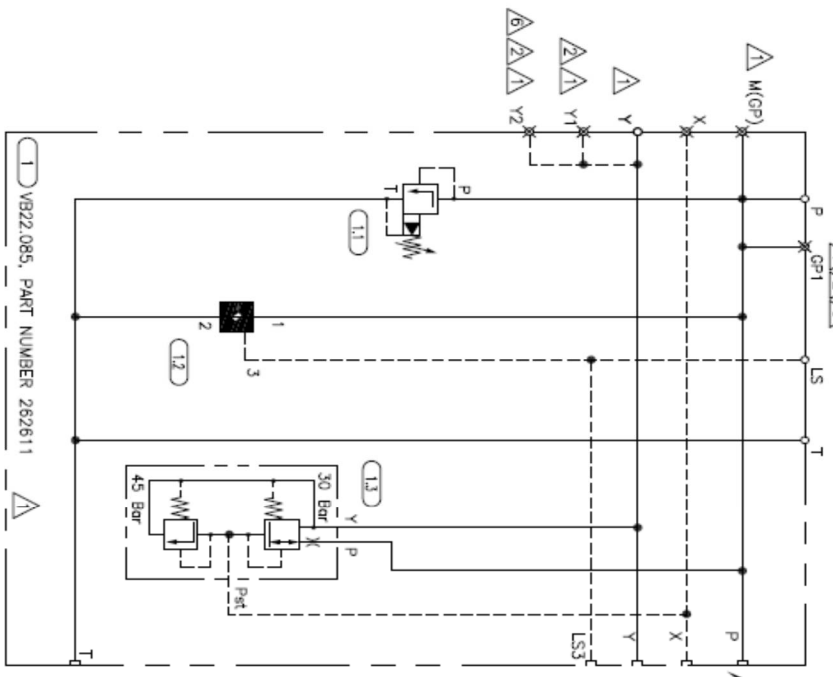 6 2 1 Y2
2 1 Y1
1 Y
X
1 M(GP)
P
GP1
LS
T
P
T
1.1
1
2
3
1.2
1.3
30 Bar
45 Bar
Y
P
Pst
1 VB22.085, PART NUMBER 262611
1
T
LS3
Y
X
P